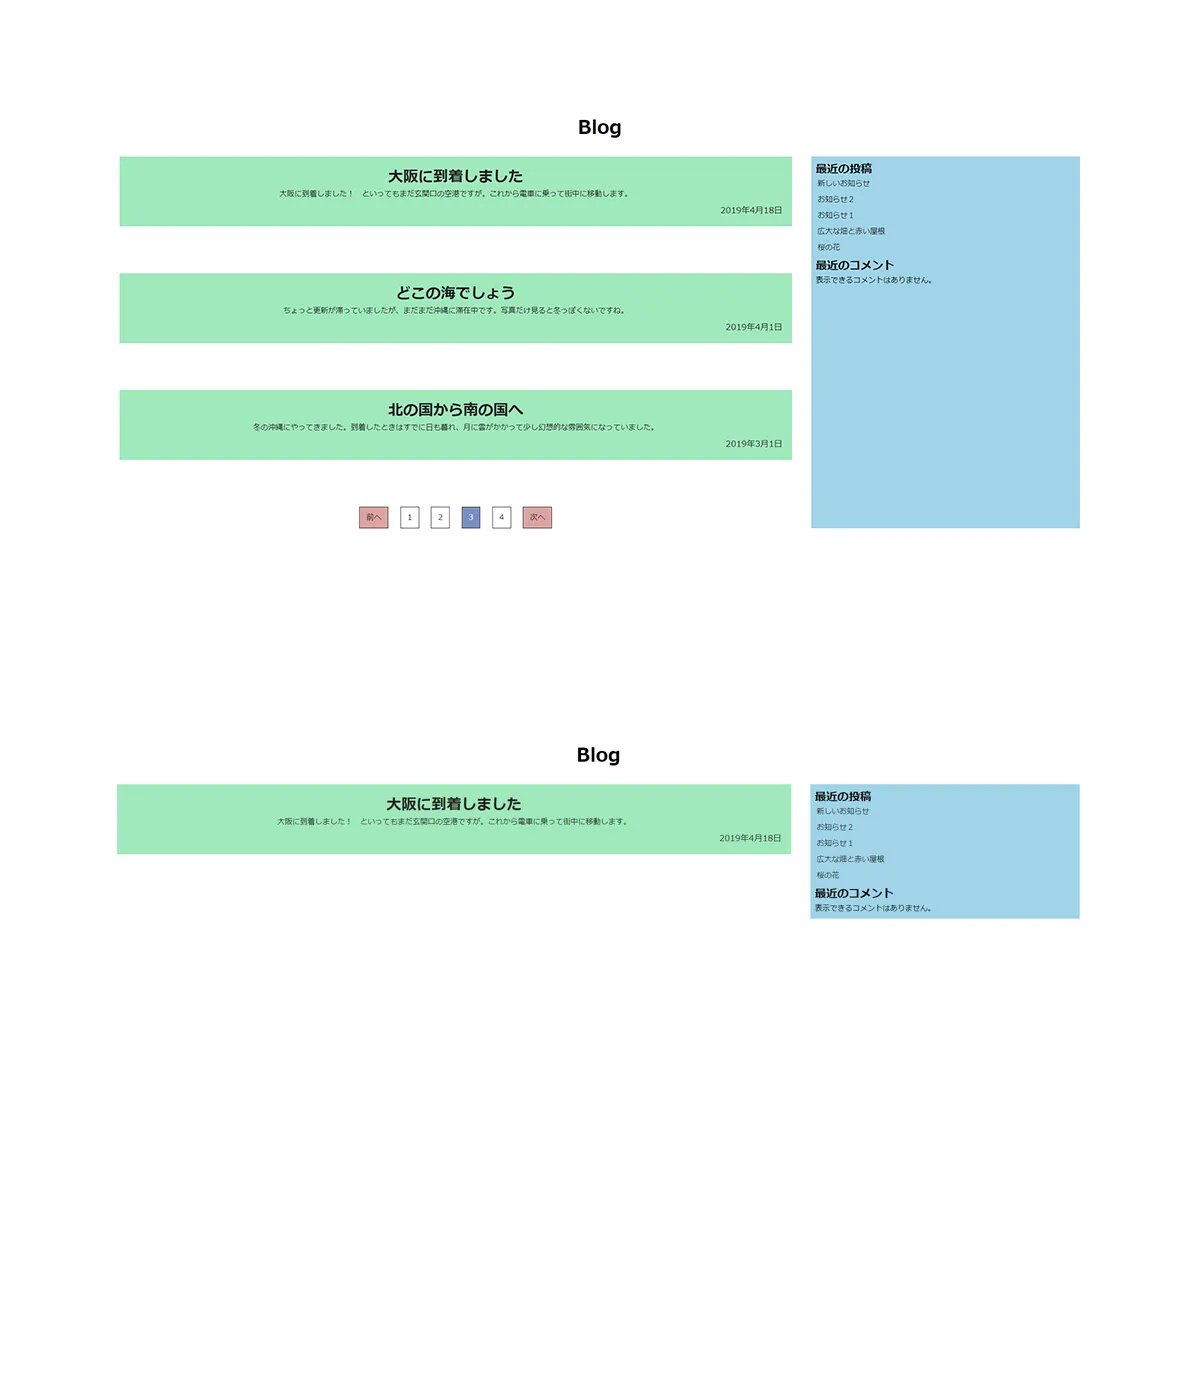 Blog
大阪に到着しました
大阪に到着しました！　といってもまだ玄関口の空港ですが。これから電車に乗って街中に移動します。
2019年4月18日
どこの海でしょう
ちょっと更新が滞っていましたが、まだまだ沖縄に滞在中です。写真だけ見ると冬っぽくないですね。
2019年4月1日
北の国から南の国へ
冬の沖縄にやってきました。到着したときはすでに日も暮れ、月に雲がかかって少し幻想的な雰囲気になっていました。
2019年3月1日
前へ 1 2 3 4 次へ
最近の投稿
新しいお知らせ
お知らせ２
お知らせ１
広大な畑と赤い屋根
桜の花
最近のコメント
表示できるコメントはありません。
Blog
大阪に到着しました
大阪に到着しました！　といってもまだ玄関口の空港ですが。これから電車に乗って街中に移動します。
2019年4月18日
最近の投稿
新しいお知らせ
お知らせ２
お知らせ１
広大な畑と赤い屋根
桜の花
最近のコメント
表示できるコメントはありません。